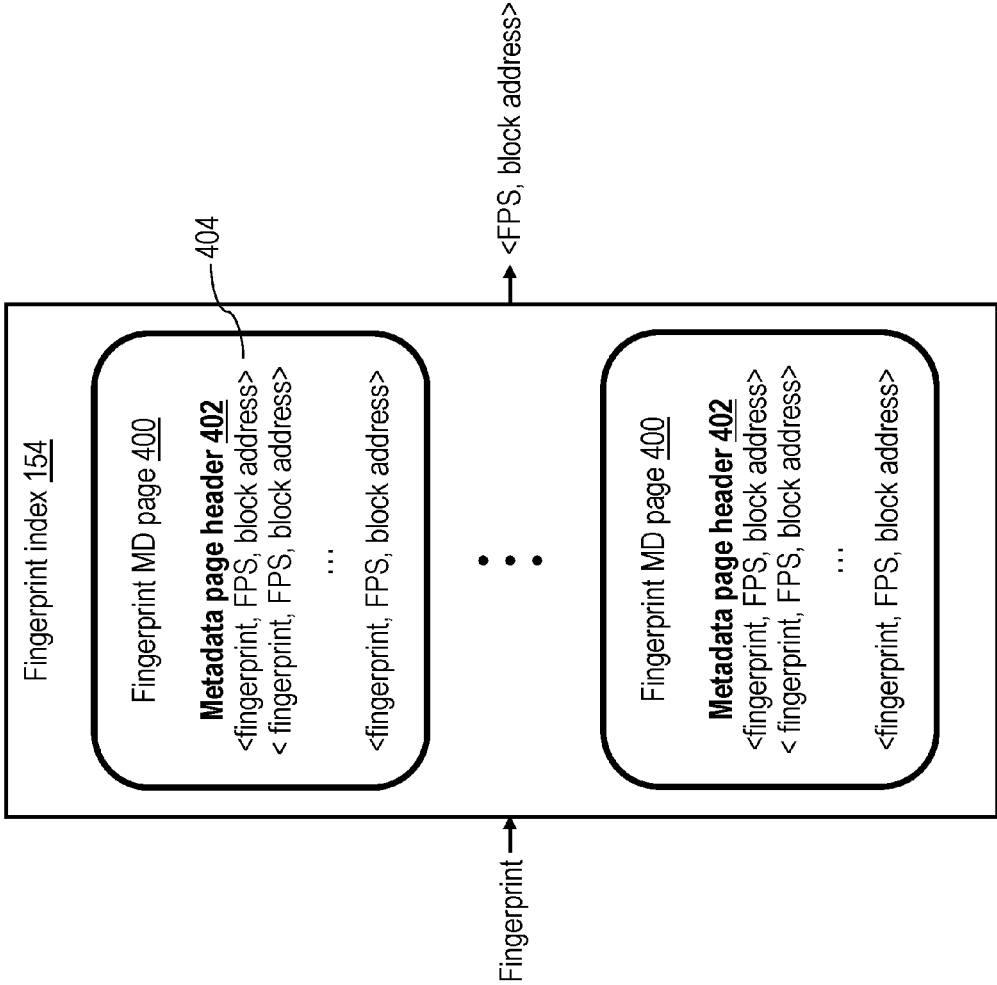 Fingerprint index 154
Fingerprint MD page 400
Metadata page header 402
<fingerprint, FPS, block address>
404
< fingerprint, FPS, block address>
...
<fingerprint, FPS, block address>
Fingerprint
<FPS, block address>
Fingerprint MD page 400
Metadata page header 402
<fingerprint, FPS, block address>
< fingerprint, FPS, block address>
...
<fingerprint, FPS, block address>